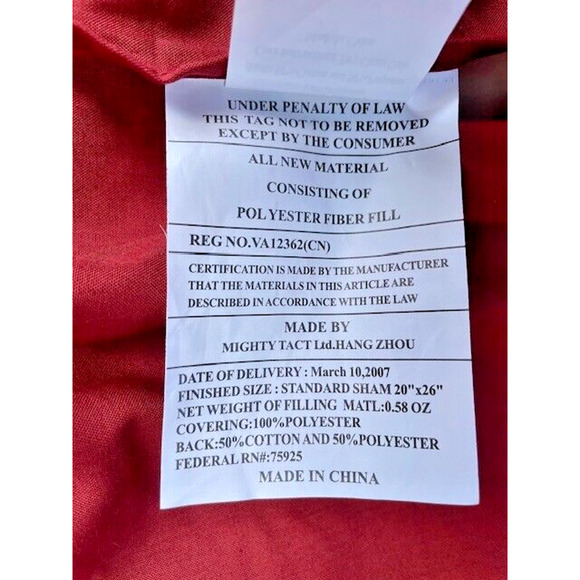 UNDER PENALTY OF LAW
THIS TAG NOT TO BE REMOVED
EXCEPT BY THE CONSUMER
ALL NEW MATERIAL
CONSISTING OF
POLYESTER FIBER FILL
REG NO.VA12362(CN)
CERTIFICATION IS MADE BY THE MANUFACTURER
THAT THE MATERIALS IN THIS ARTICLE ARE
DESCRIBED IN ACCORDANCE WITH THE LAW
MADE BY
MIGHTY TACT Ltd.HANG ZHOU
DATE OF DELIVERY : March 10,2007
FINISHED SIZE : STANDARD SHAM 20"x26"
NET WEIGHT OF FILLING MATL:0.58 OZ
COVERING:100%POLYESTER
BACK:50%COTTON AND 50%POLYESTER
FEDERAL RN#:75925
MADE IN CHINA